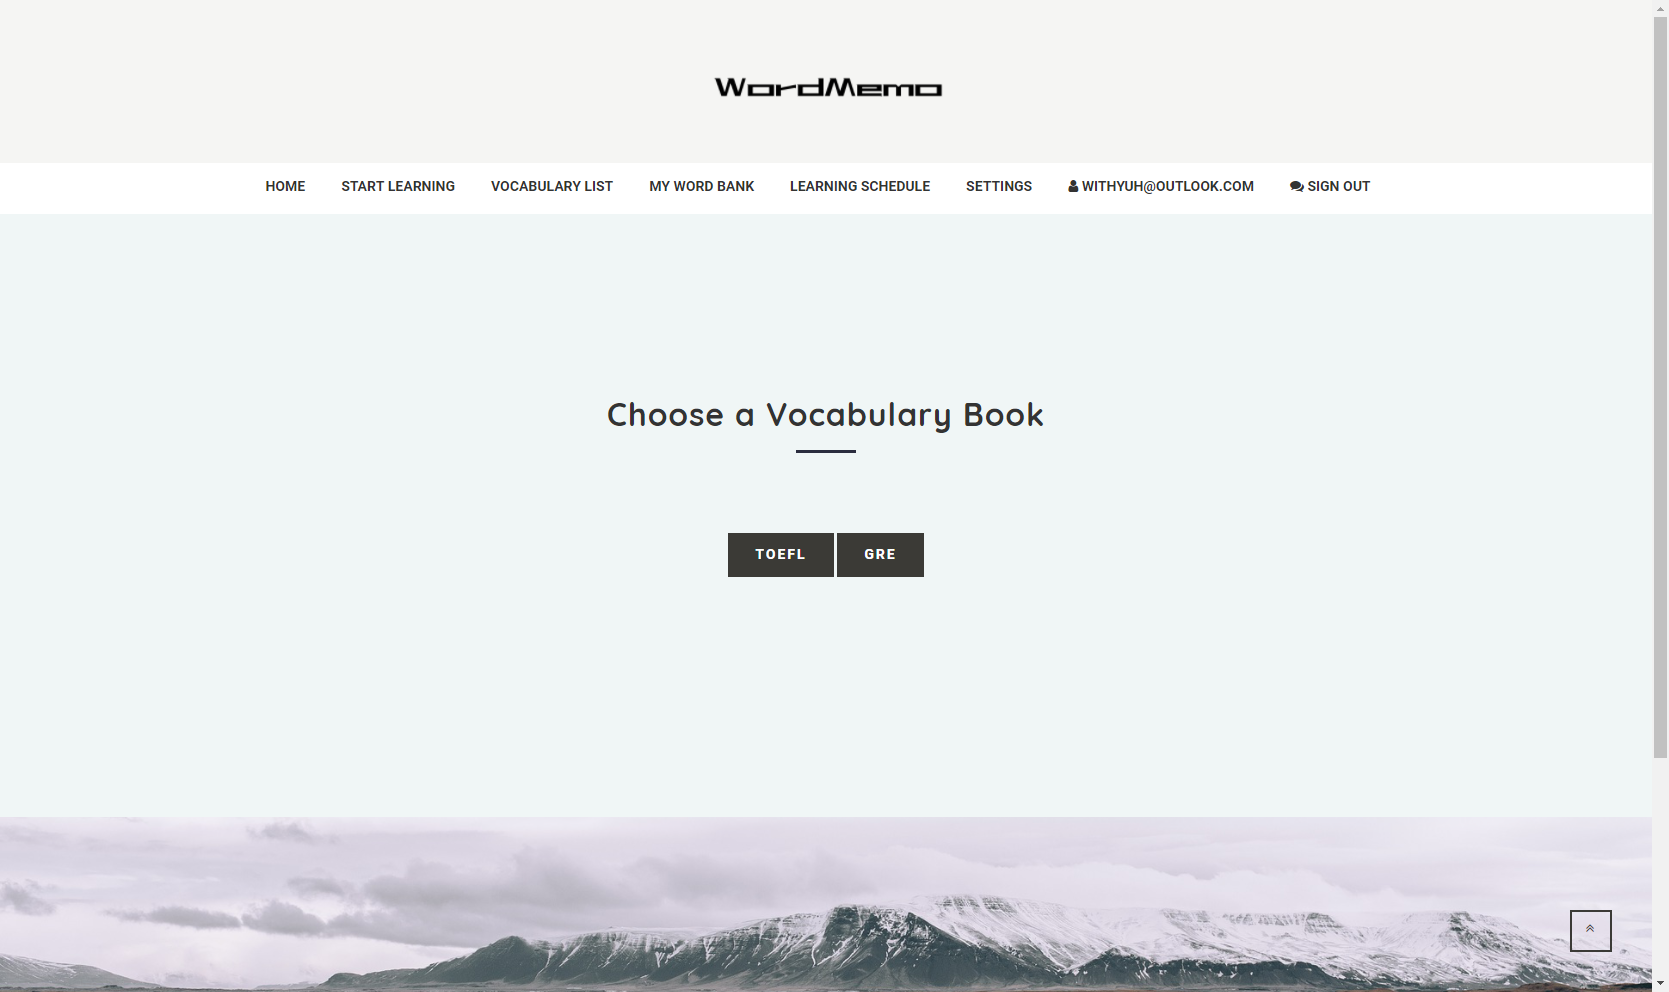 WordMemo
HOME START LEARNING VOCABULARY LIST MY WORD BANK LEARNING SCHEDULE SETTINGS WITHYUH@OUTLOOK.COM SIGN OUT
Choose a Vocabulary Book
TOEFL GRE